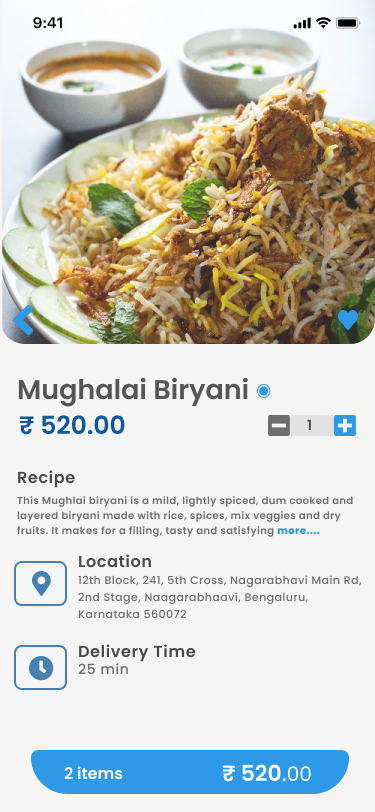 9:41
Mughalai Biryani
₹ 520.00
1
Recipe
This Mughlai biryani is a mild, lightly spiced, dum cooked and
layered biryani made with rice, spices, mix veggies and dry
fruits. It makes for a filling, tasty and satisfying more....
Location
12th Block, 241, 5th Cross, Nagarabhavi Main Rd,
2nd Stage, Naagarabhaavi, Bengaluru,
Karnataka 560072
Delivery Time
25 min
2 items
₹ 520.00